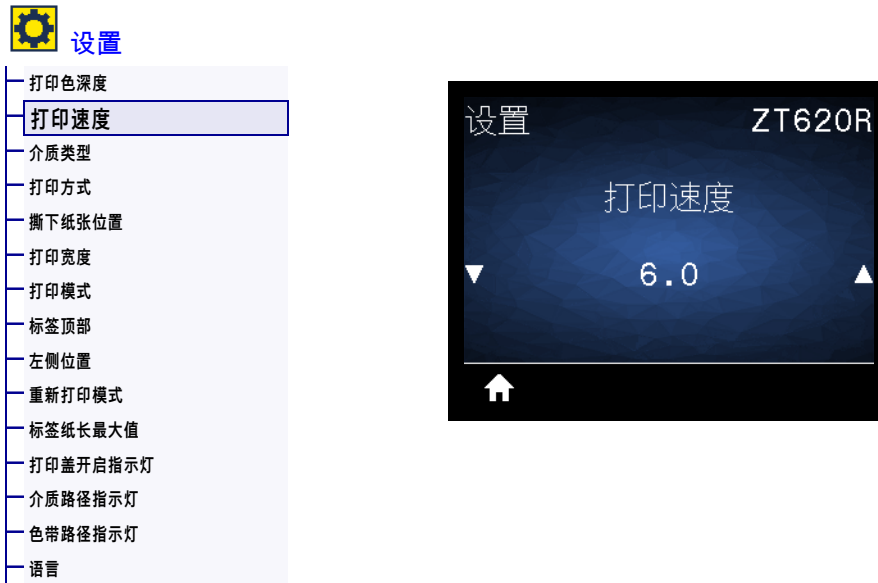 设置
打印色深度
打印速度
介质类型
打印方式
撕下纸张位置
打印宽度
打印模式
标签顶部
左侧位置
重新打印模式
标签纸长最大值
打印盖开启指示灯
介质路径指示灯
色带路径指示灯
语言
设置 ZT620R
打印速度
▼ 6.0 ▲